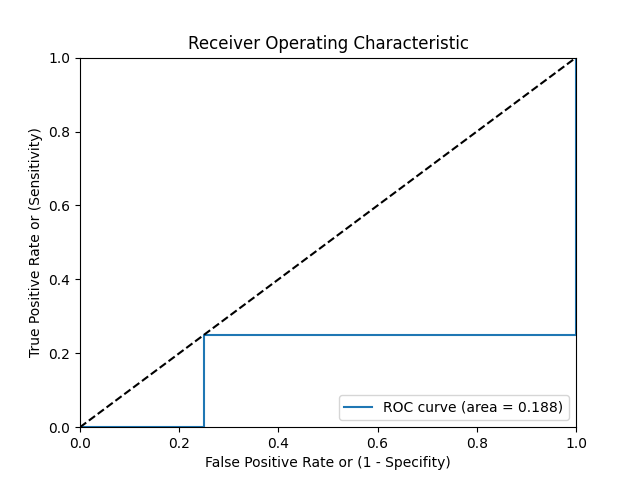 Receiver Operating Characteristic
True Positive Rate or (Sensitivity)
1.0
0.8
0.6
0.4
0.2
0.0
0.0 0.2 0.4 0.6 0.8 1.0
ROC curve (area = 0.188)
False Positive Rate or (1 - Specifity)